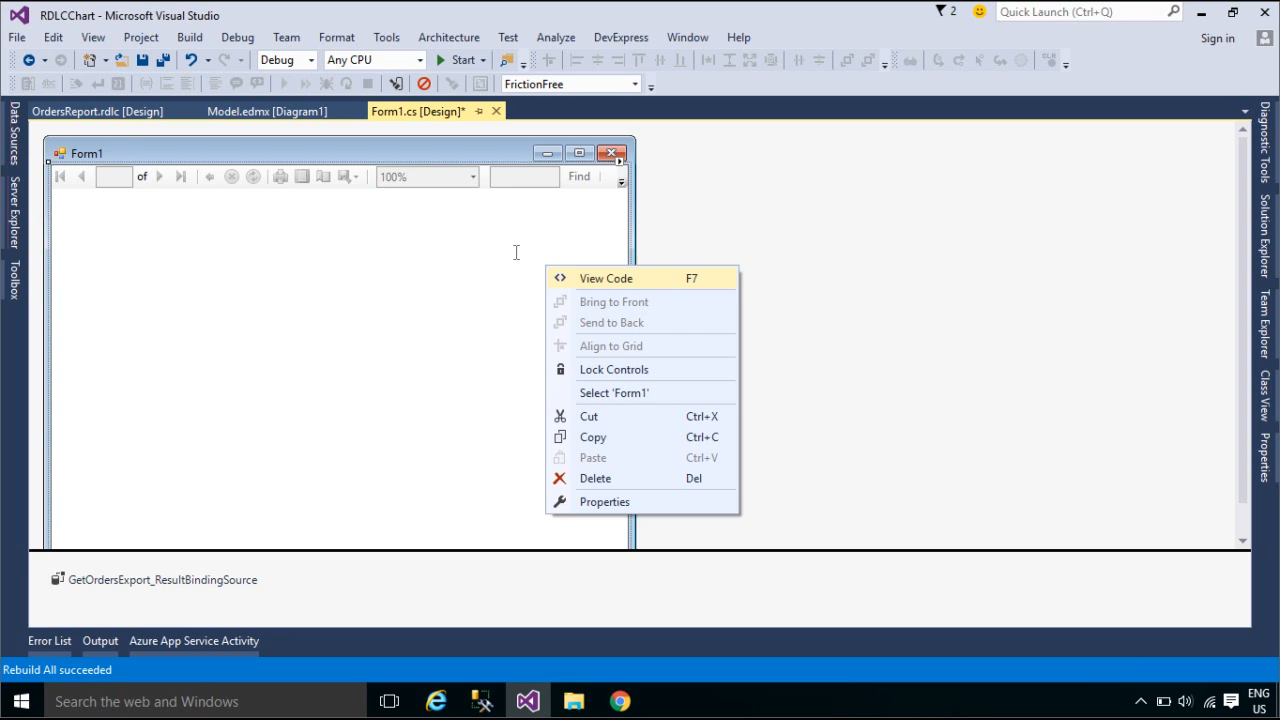 RDLCChart - Microsoft Visual Studio
2
Quick Launch (Ctrl+Q)
File Edit View Project Build Debug Team Format Tools Architecture Test Analyze DevExpress Window Help
Sign in
Debug Any CPU Start
FrictionFree
OrdersReport.rdlc [Design] Model.edmx [Diagram1] Form1.cs [Design]*
Data Sources
Server Explorer
Toolbox
Form1
of 100% Find
View Code F7
Bring to Front
Send to Back
Align to Grid
Lock Controls
Select 'Form1'
Cut Ctrl+X
Copy Ctrl+C
Paste Ctrl+V
Delete Del
Properties
Diagnostic Tools
Solution Explorer
Team Explorer
Class View
Properties
GetOrdersExport_ResultBindingSource
Error List Output Azure App Service Activity
Rebuild All succeeded
Search the web and Windows
ENG
US